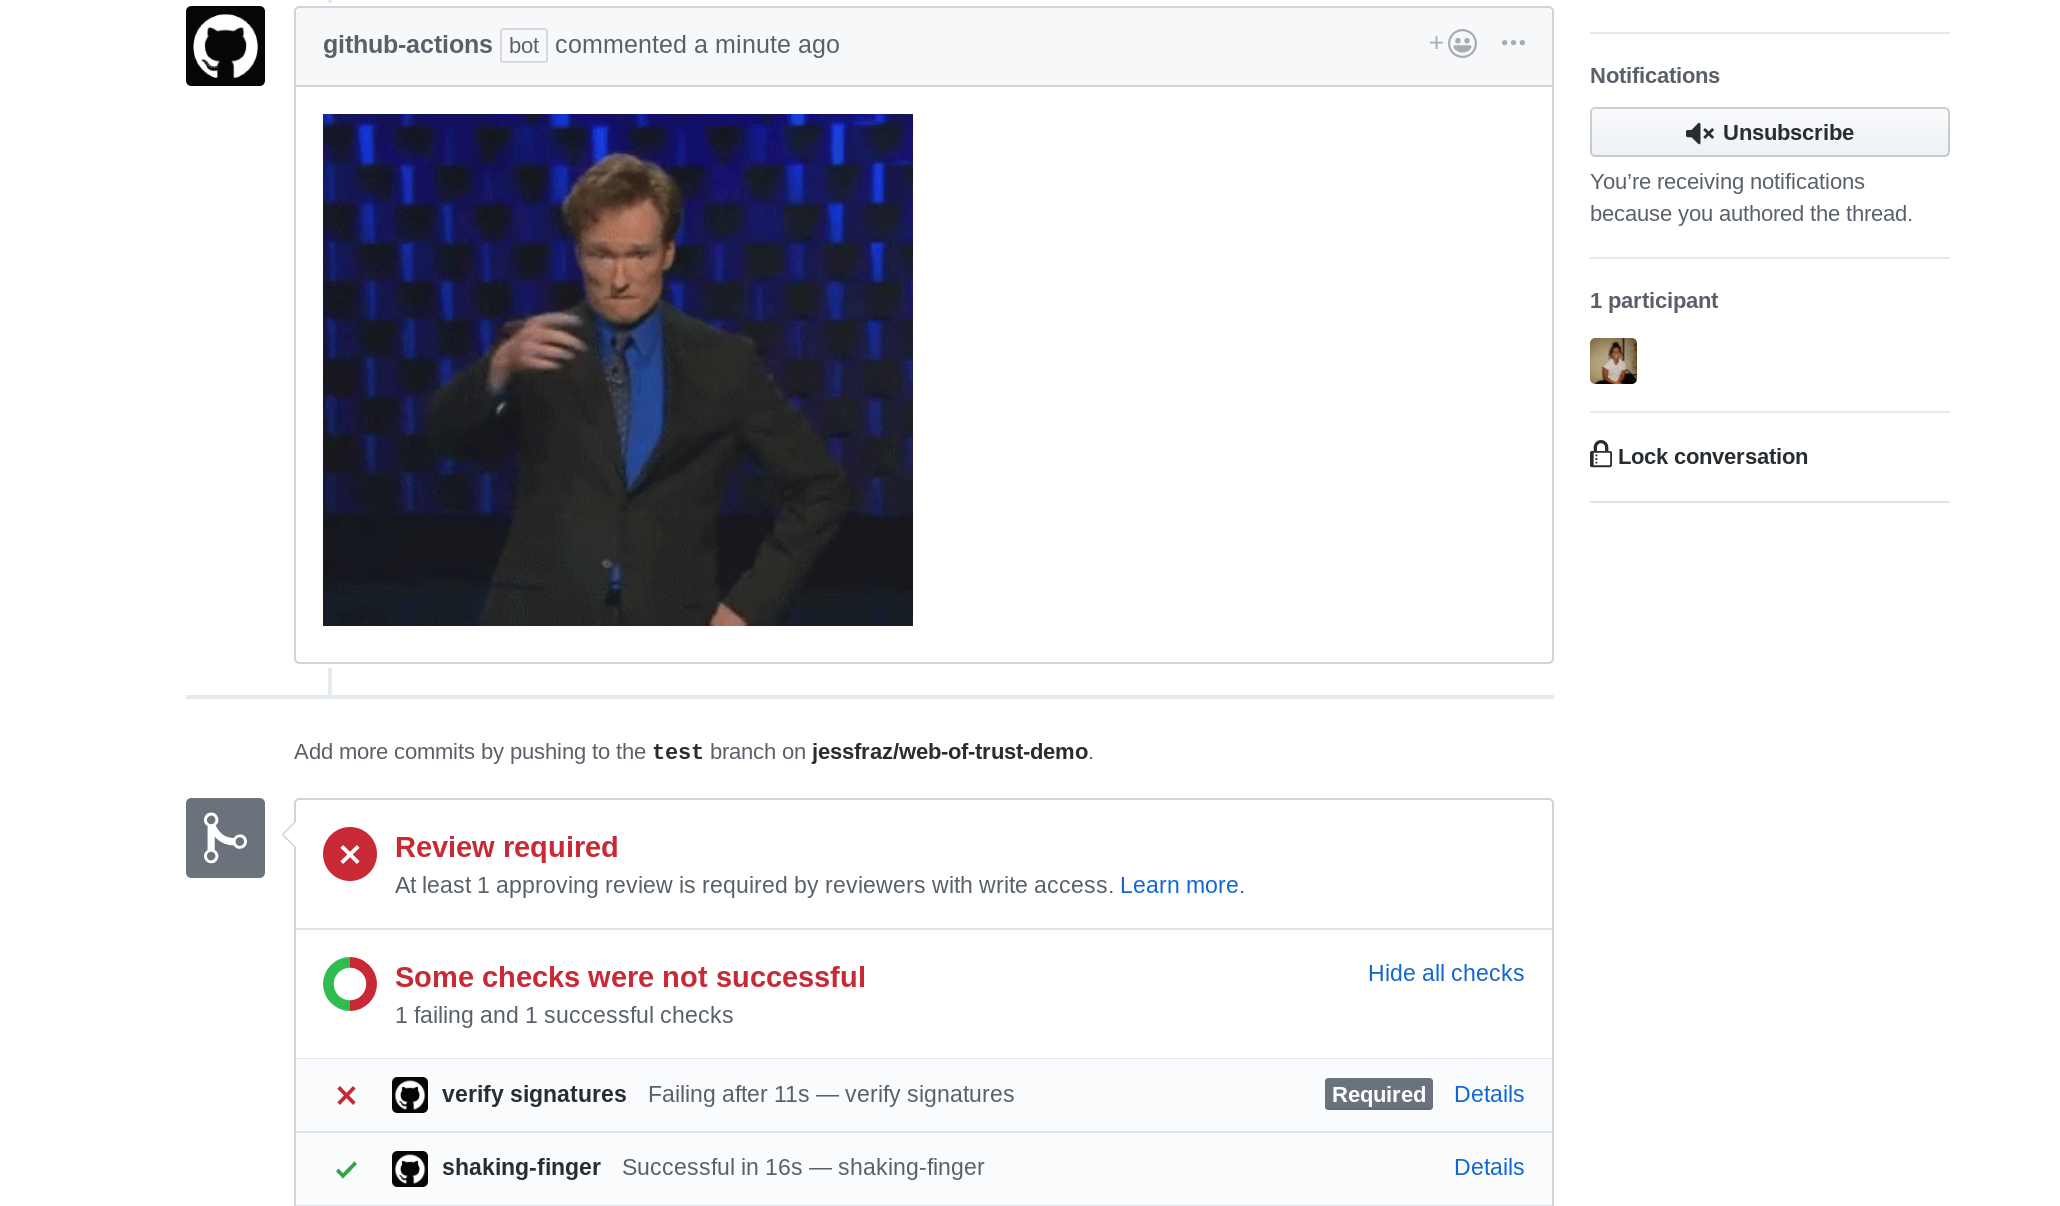 github-actions bot commented a minute ago
Notifications
Unsubscribe
You’re receiving notifications
because you authored the thread.
1 participant
Lock conversation
Add more commits by pushing to the test branch on jessfraz/web-of-trust-demo.
Review required
At least 1 approving review is required by reviewers with write access. Learn more.
Some checks were not successful
Hide all checks
1 failing and 1 successful checks
verify signatures Failing after 11s — verify signatures Required Details
shaking-finger Successful in 16s — shaking-finger Details